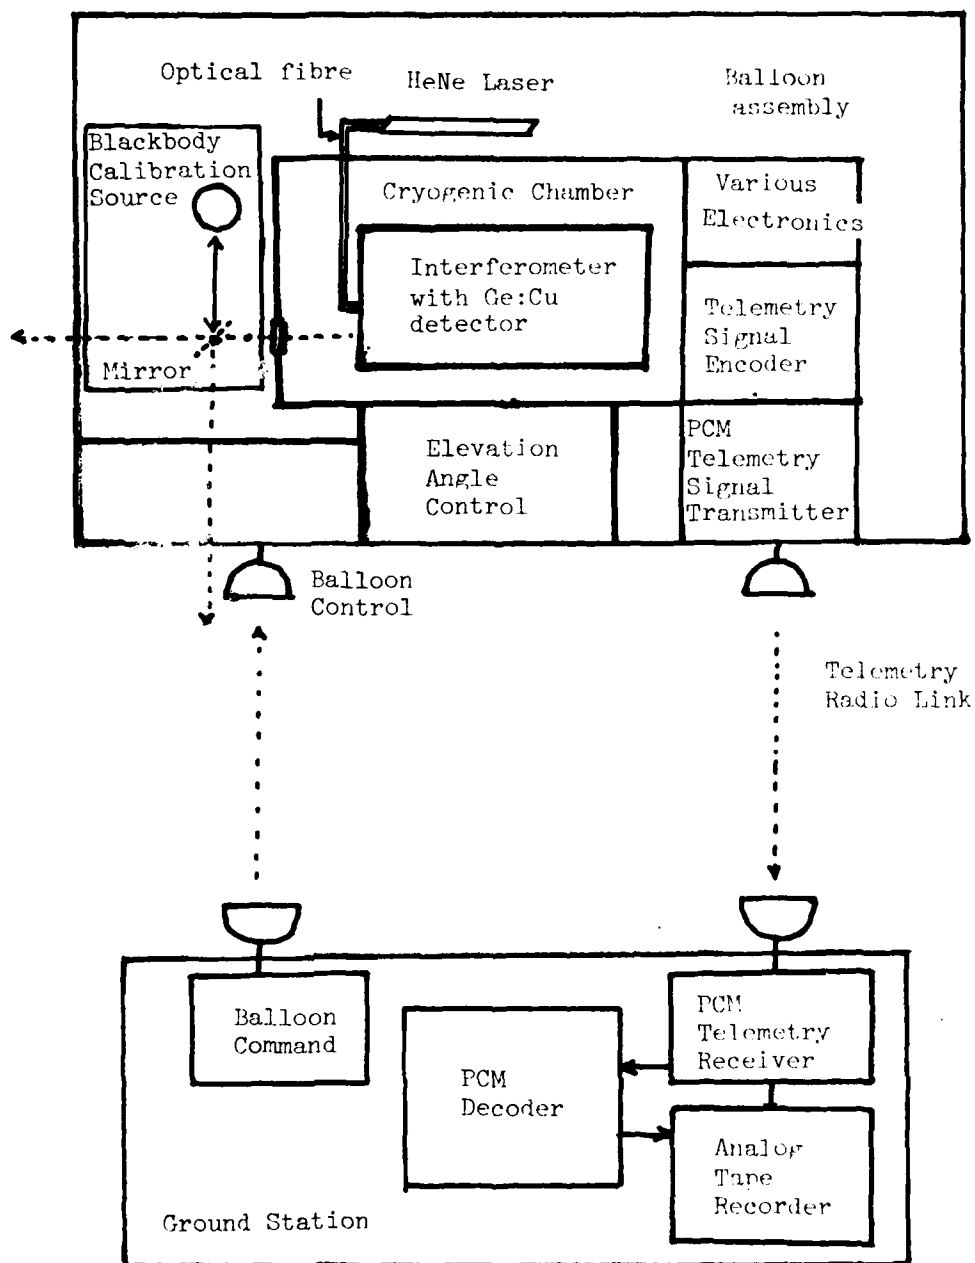 Optical fibre
HeNe Laser
Balloon
assembly
Blackbody
Calibration
Source
Cryogenic Chamber
Various
Electronics
Interferometer
with Ge:Cu
detector
Telemetry
Signal
Encoder
Mirror
Elevation
Angle
Control
PCM
Telemetry
Signal
Transmitter
Balloon
Control
Telemetry
Radio Link
Balloon
Command
PCM
Telemetry
Receiver
PCM
Decoder
Analog
Tape
Recorder
Ground Station